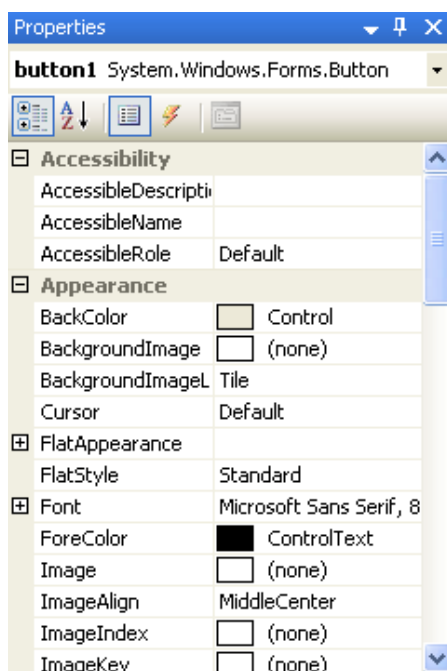 Properties
button1 System.Windows.Forms.Button
A
Z
Accessibility
AccessibleDescripti
AccessibleName
AccessibleRole Default
Appearance
BackColor Control
BackgroundImage (none)
BackgroundImageL Tile
Cursor Default
FlatAppearance
FlatStyle Standard
Font Microsoft Sans Serif, 8
ForeColor ControlText
Image (none)
ImageAlign MiddleCenter
ImageIndex (none)
ImageKey (none)